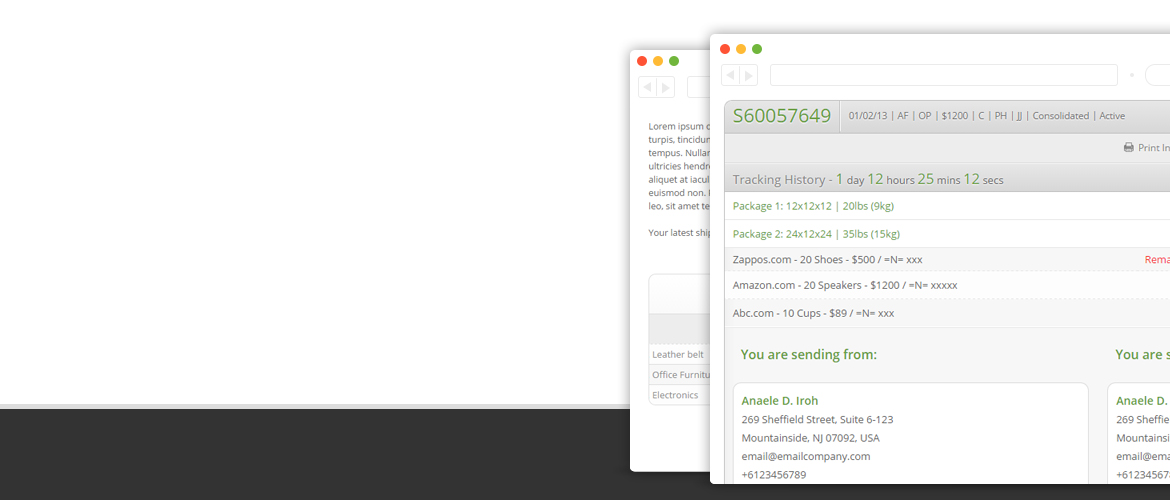 Lorem ipsum
turpis, tincidun
tempus. Nullar
ultricies hendr
aliquet at iacul
euismod non.
leo, sit amet te
Your latest ship
Leather belt
Office Furnitu
Electronics
S60057649
01/02/13 | AF | OP | $1200 | C | PH | JJ | Consolidated | Active
Print In
Tracking History - 1 day 12 hours 25 mins 12 secs
Package 1: 12x12x12 | 20lbs (9kg)
Package 2: 24x12x24 | 35lbs (15kg)
Zappos.com - 20 Shoes - $500 / =N= xxx
Rema
Amazon.com - 20 Speakers - $1200 / =N= xxxxx
Abc.com - 10 Cups - $89 / =N= xxx
You are sending from:
Anaele D. Iroh
269 Sheffield Street, Suite 6-123
Mountainside, NJ 07092, USA
email@emailcompany.com
+6123456789
You are s
Anaele D.
269 Sheffie
Mountainsi
email@ema
+612345678